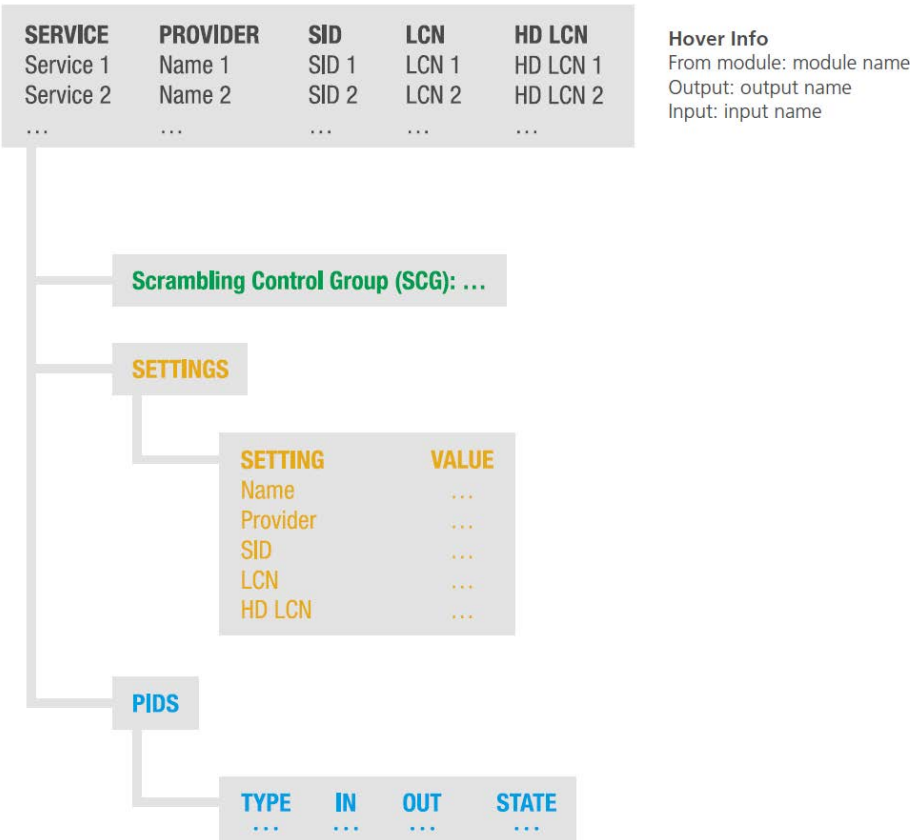 SERVICE PROVIDER SID LCN HD LCN
Service 1 Name 1 SID 1 LCN 1 HD LCN 1
Service 2 Name 2 SID 2 LCN 2 HD LCN 2
... ... ... ... ...
Hover Info
From module: module name
Output: output name
Input: input name
Scrambling Control Group (SCG): ...
SETTINGS
SETTING VALUE
Name ...
Provider ...
SID ...
LCN ...
HD LCN ...
PIDS
TYPE IN OUT STATE
... ... ... ...